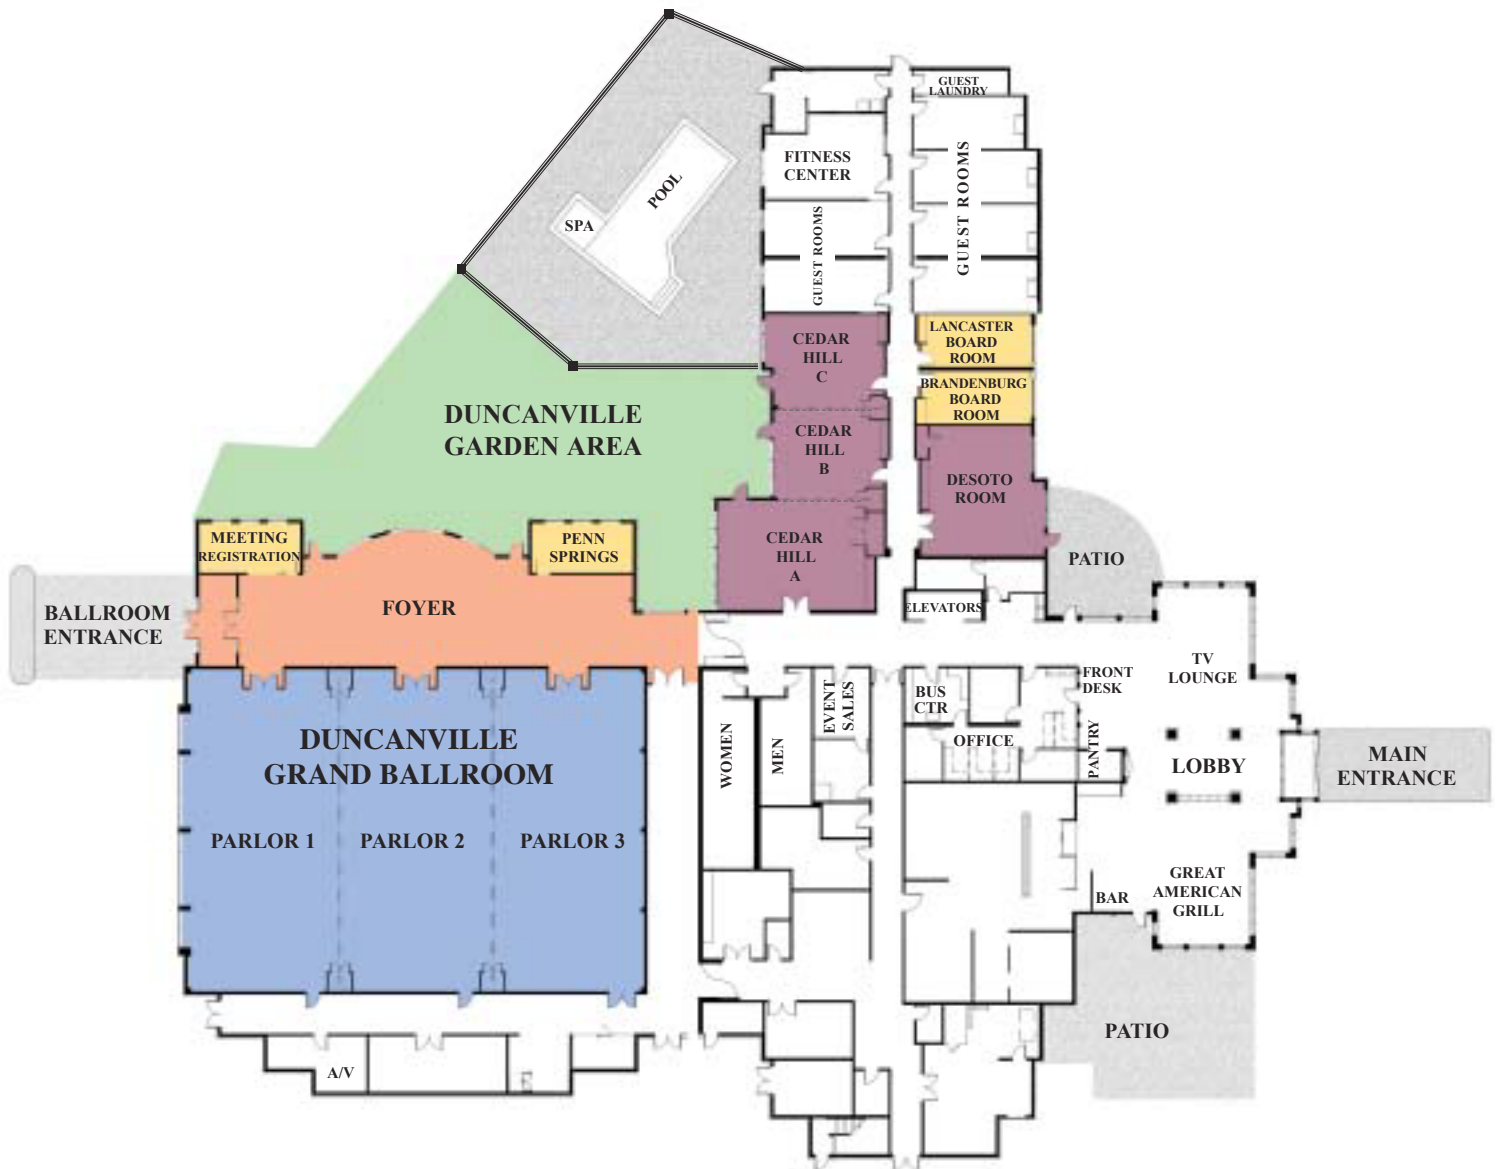 GUEST
LAUNDRY
FITNESS
CENTER
GUEST ROOMS
GUEST ROOMS
POOL
SPA
CEDAR
HILL
C
LANCASTER
BOARD
ROOM
BRANDENBURG
BOARD
ROOM
DUNCANVILLE
GARDEN AREA
CEDAR
HILL
B
DESOTO
ROOM
MEETING
REGISTRATION
PENN
SPRINGS
CEDAR
HILL
A
PATIO
BALLROOM
ENTRANCE
FOYER
ELEVATORS
TV
LOUNGE
FRONT
DESK
EVENT
SALES
BUS
CTR
DUNCANVILLE
GRAND BALLROOM
WOMEN
MEN
OFFICE
PANTRY
LOBBY
MAIN
ENTRANCE
PARLOR 1
PARLOR 2
PARLOR 3
GREAT
AMERICAN
GRILL
BAR
PATIO
A/V